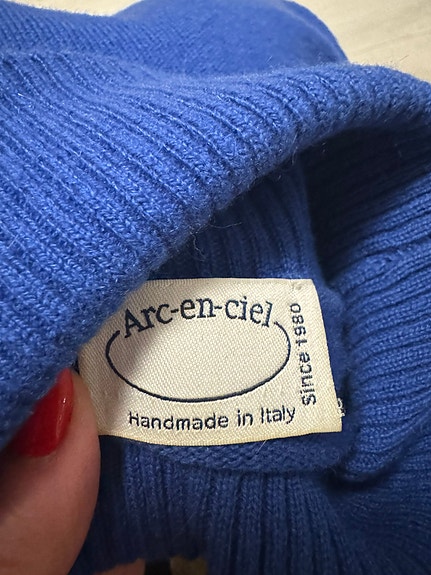 Arc-en-ciel
Since 1980
Handmade in Italy